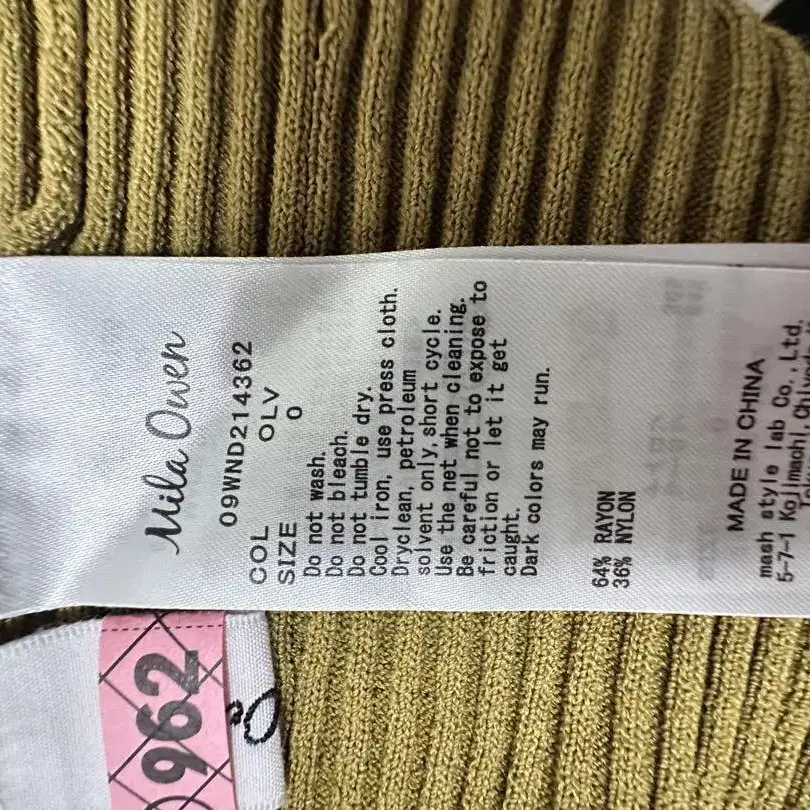 Mila Owen
09WND214362
COL OLV
SIZE 0
Do not wash.
Do not bleach.
Do not tumble dry.
Cool iron, use press cloth.
Dryclean, petroleum
solvent only, short cycle.
Use the net when cleaning.
Be careful not to expose to
friction or let it get
caught.
Dark colors may run.
64% RAYON
36% NYLON
MADE IN CHINA
mash style lab Co., Ltd.
5-7-1 Kojimachi,
962